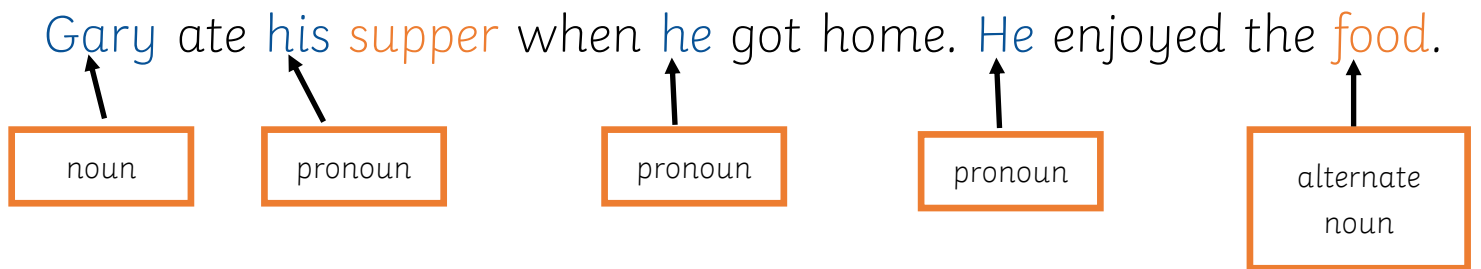 Gary ate his supper when he got home. He enjoyed the food.
noun
pronoun
pronoun
pronoun
alternate
noun